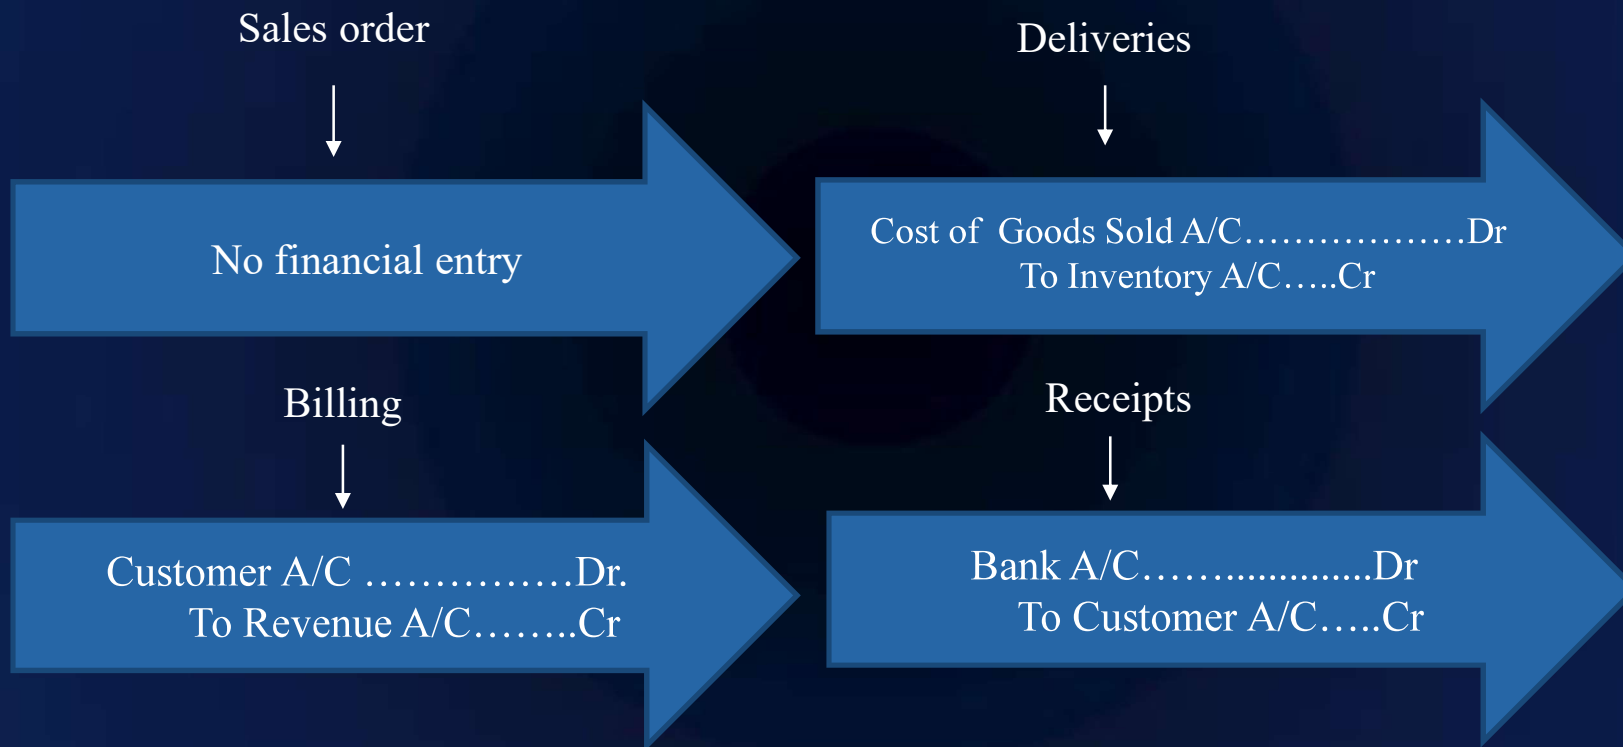 Sales order
No financial entry
Deliveries
Cost of  Goods Sold A/C………………Dr
To Inventory A/C…..Cr
Billing
Customer A/C ……………Dr.
To Revenue A/C……..Cr
Receipts
Bank A/C…….............Dr
To Customer A/C…..Cr